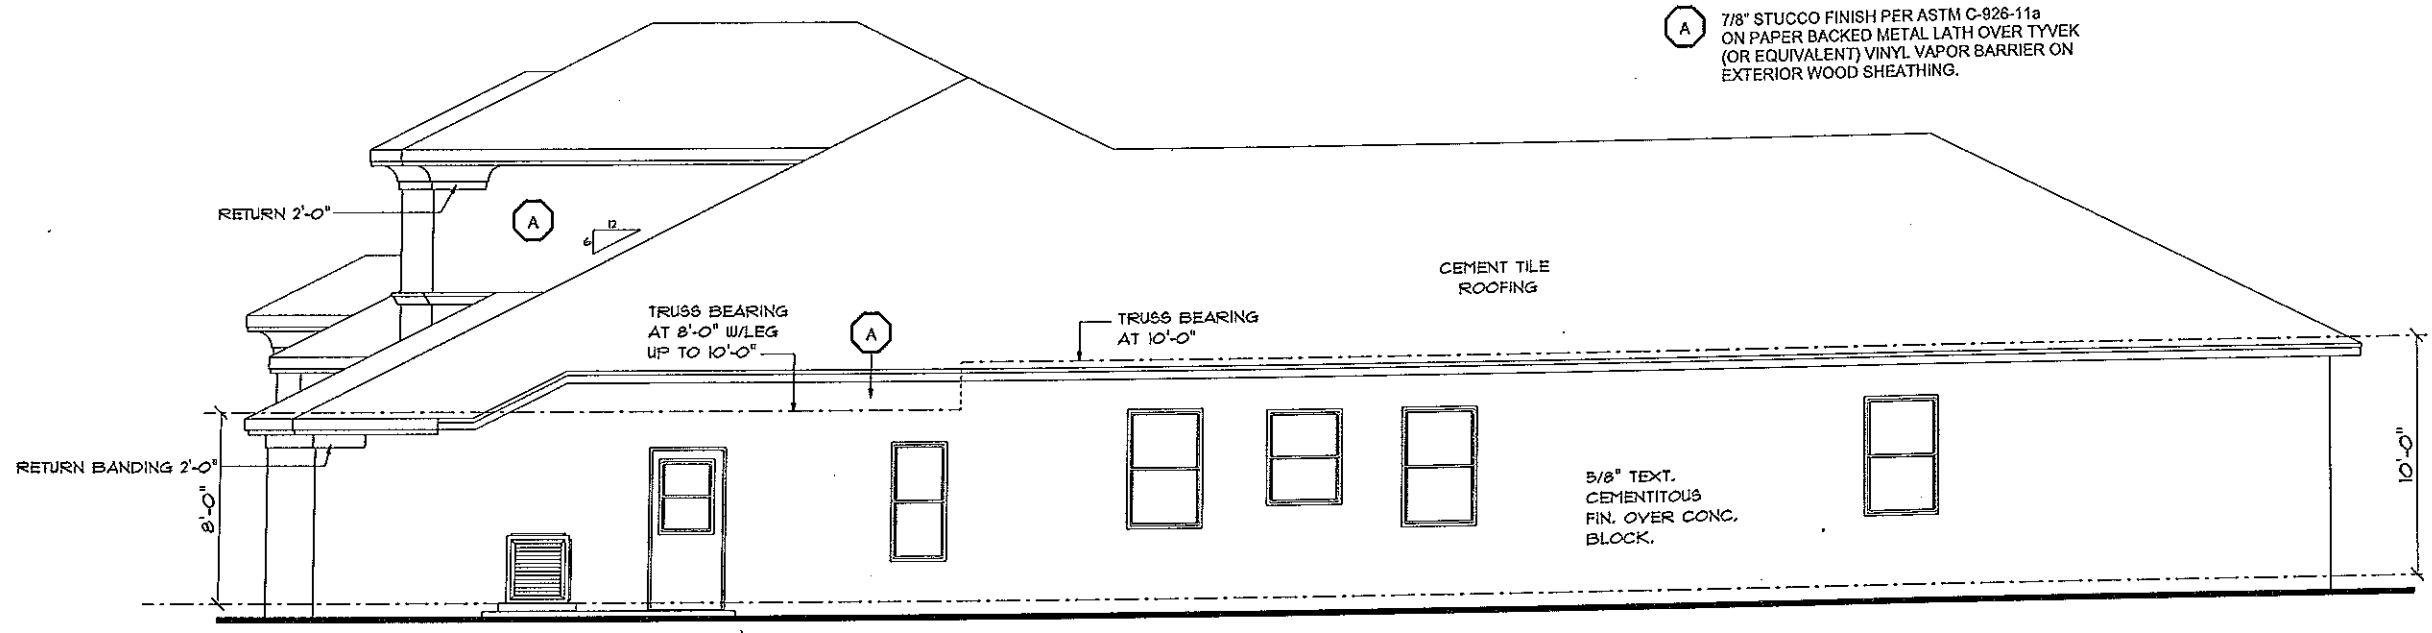 A
7/8" STUCCO FINISH PER ASTM C-926-11a
ON PAPER BACKED METAL LATH OVER TYVEK
(OR EQUIVALENT) VINYL VAPOR BARRIER ON
EXTERIOR WOOD SHEATHING.
RETURN 2'-0"
A
12
6
CEMENT TILE
ROOFING
TRUSS BEARING
AT 8'-0" W/LEG
UP TO 10'-0"
A
TRUSS BEARING
AT 10'-0"
RETURN BANDING 2'-0"
8'-0"
5/8" TEXT.
CEMENTITOUS
FIN. OVER CONC.
BLOCK.
10'-0"